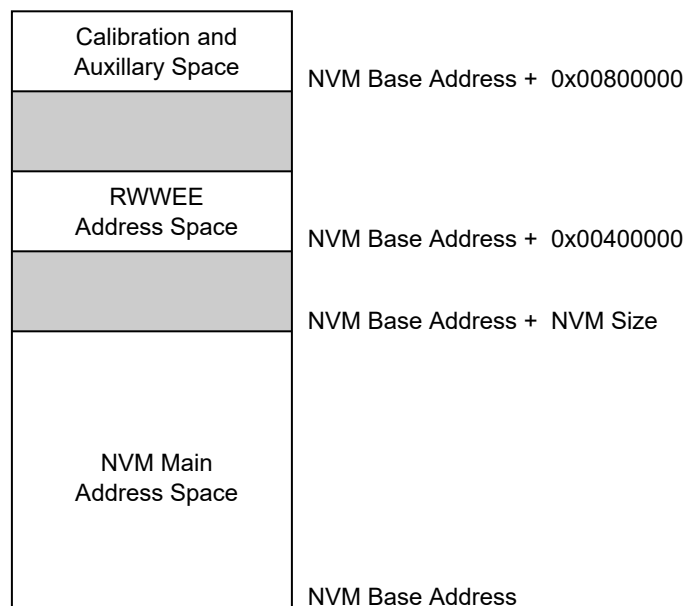 Calibration and
Auxillary Space
NVM Base Address + 0x00800000
RWWEE
Address Space
NVM Base Address + 0x00400000
NVM Base Address + NVM Size
NVM Main
Address Space
NVM Base Address